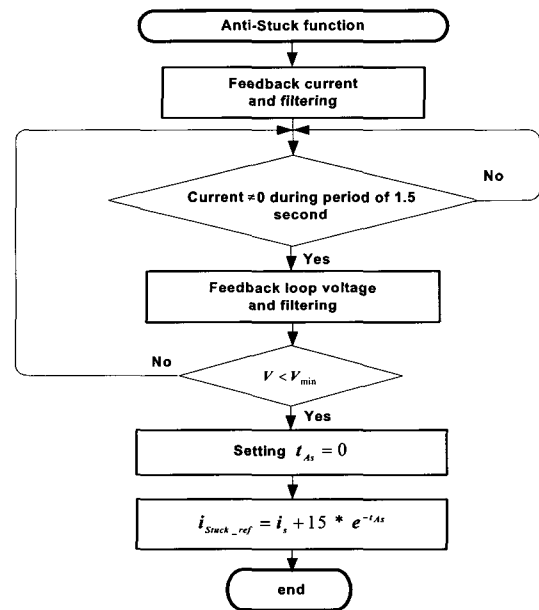 Anti-Stuck function
Feedback current
and filtering
Current ≠0 during period of 1.5
second
No
Yes
Feedback loop voltage
and filtering
No
V < V_min
Yes
Setting t_As = 0
i_Stuck_ref = i_s + 15 * e^{-t_As}
end